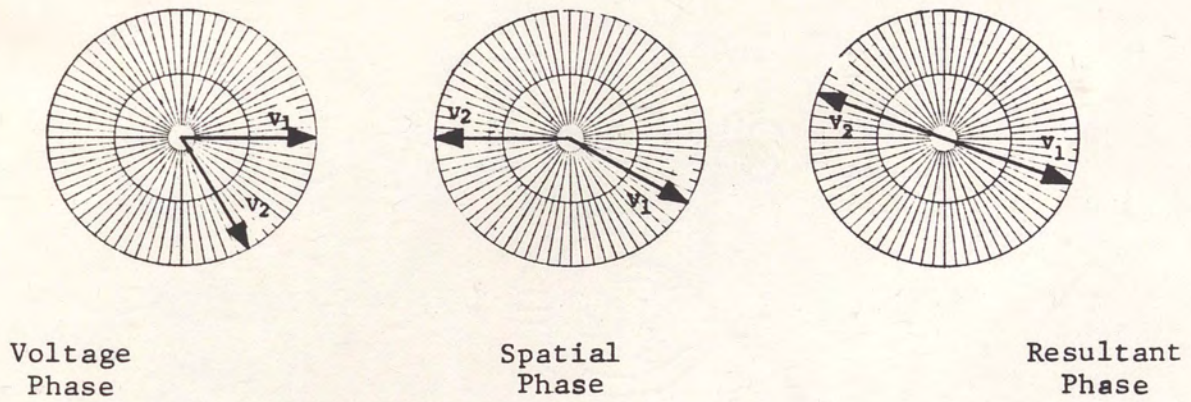 v1
v2
v2
v1
v2
v1
Voltage Phase
Spatial Phase
Resultant Phase